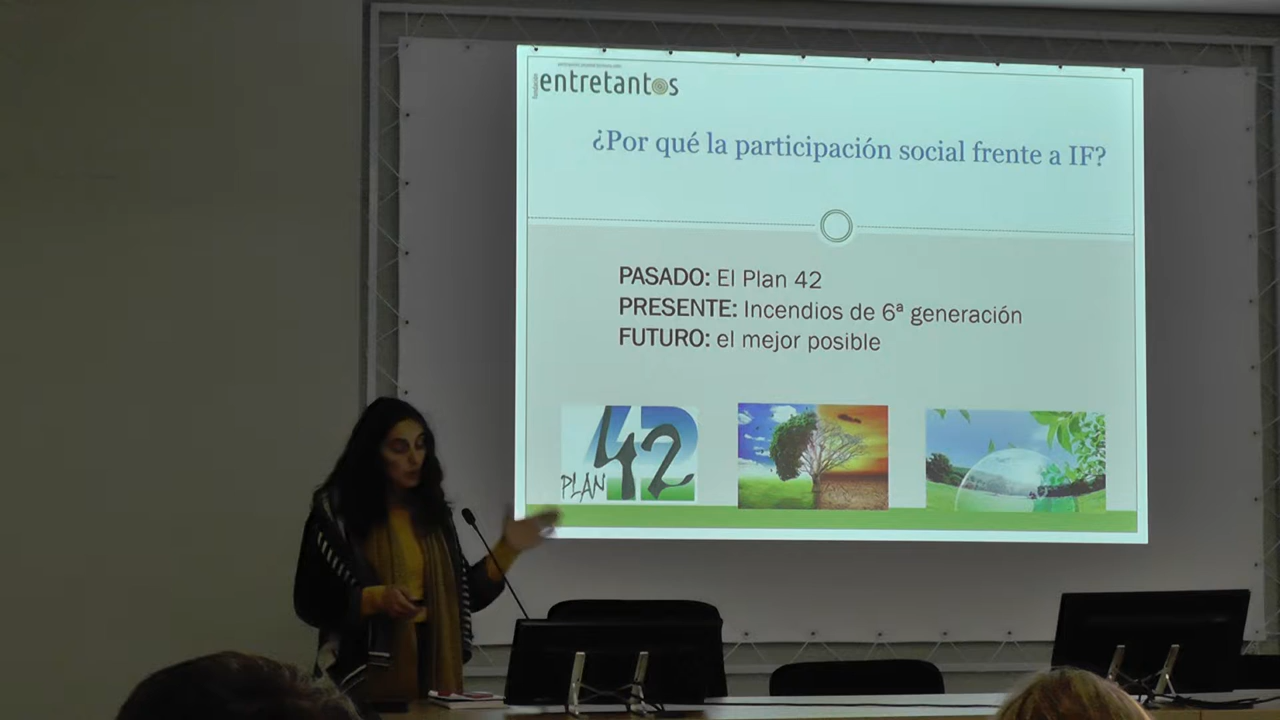 fundación
entretantos
¿Por qué la participación social frente a IF?
PASADO: El Plan 42
PRESENTE: Incendios de 6ª generación
FUTURO: el mejor posible
PLAN 42